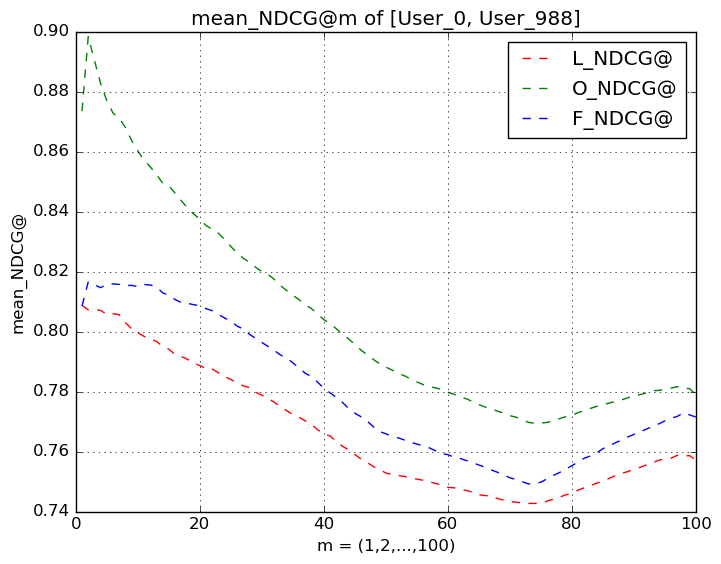 mean_NDCG@m of [User_0, User_988]
0.90
0.88
0.86
0.84
0.82
0.80
0.78
0.76
0.74
mean_NDCG@
L_NDCG@
O_NDCG@
F_NDCG@
0 20 40 60 80 100
m = (1,2,...,100)